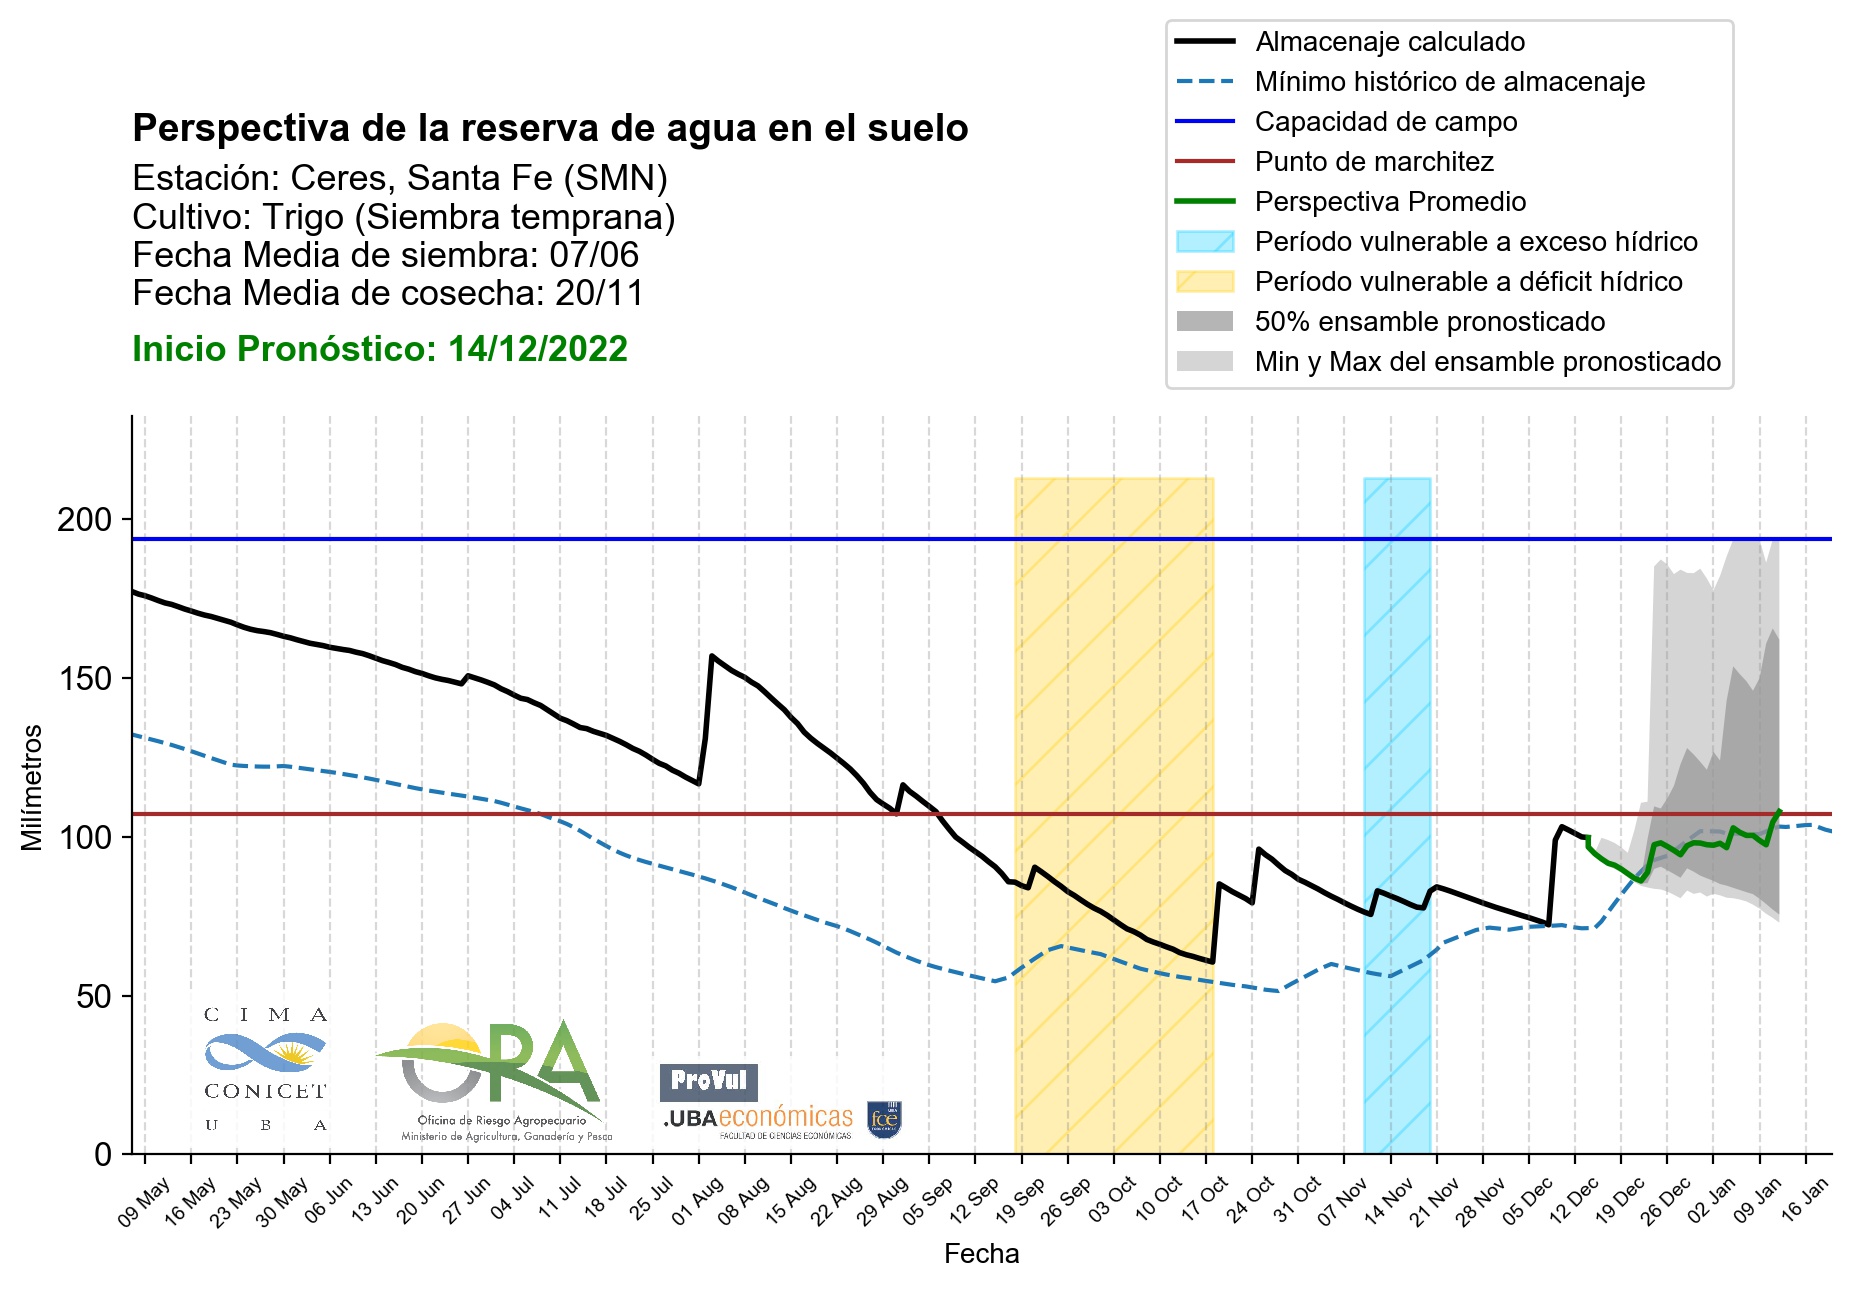 Almacenaje calculado
Mínimo histórico de almacenaje
Capacidad de campo
Punto de marchitez
Perspectiva Promedio
Período vulnerable a exceso hídrico
Período vulnerable a déficit hídrico
50% ensamble pronosticado
Min y Max del ensamble pronosticado
Perspectiva de la reserva de agua en el suelo
Estación: Ceres, Santa Fe (SMN)
Cultivo: Trigo (Siembra temprana)
Fecha Media de siembra: 07/06
Fecha Media de cosecha: 20/11
Inicio Pronóstico: 14/12/2022
Milímetros
200
150
100
50
0
CIMA
CONICET
UBA
OPA
Oficina de Riesgo Agropecuario
Ministerio de Agricultura, Ganadería y Pesca
ProVul
.UBAeconómicas
FACULTAD DE CIENCIAS ECONÓMICAS
fce
09 May
16 May
23 May
30 May
06 Jun
13 Jun
20 Jun
27 Jun
04 Jul
11 Jul
18 Jul
25 Jul
01 Aug
08 Aug
15 Aug
22 Aug
29 Aug
05 Sep
12 Sep
19 Sep
26 Sep
03 Oct
10 Oct
17 Oct
24 Oct
31 Oct
07 Nov
14 Nov
21 Nov
28 Nov
05 Dec
12 Dec
19 Dec
26 Dec
02 Jan
09 Jan
16 Jan
Fecha